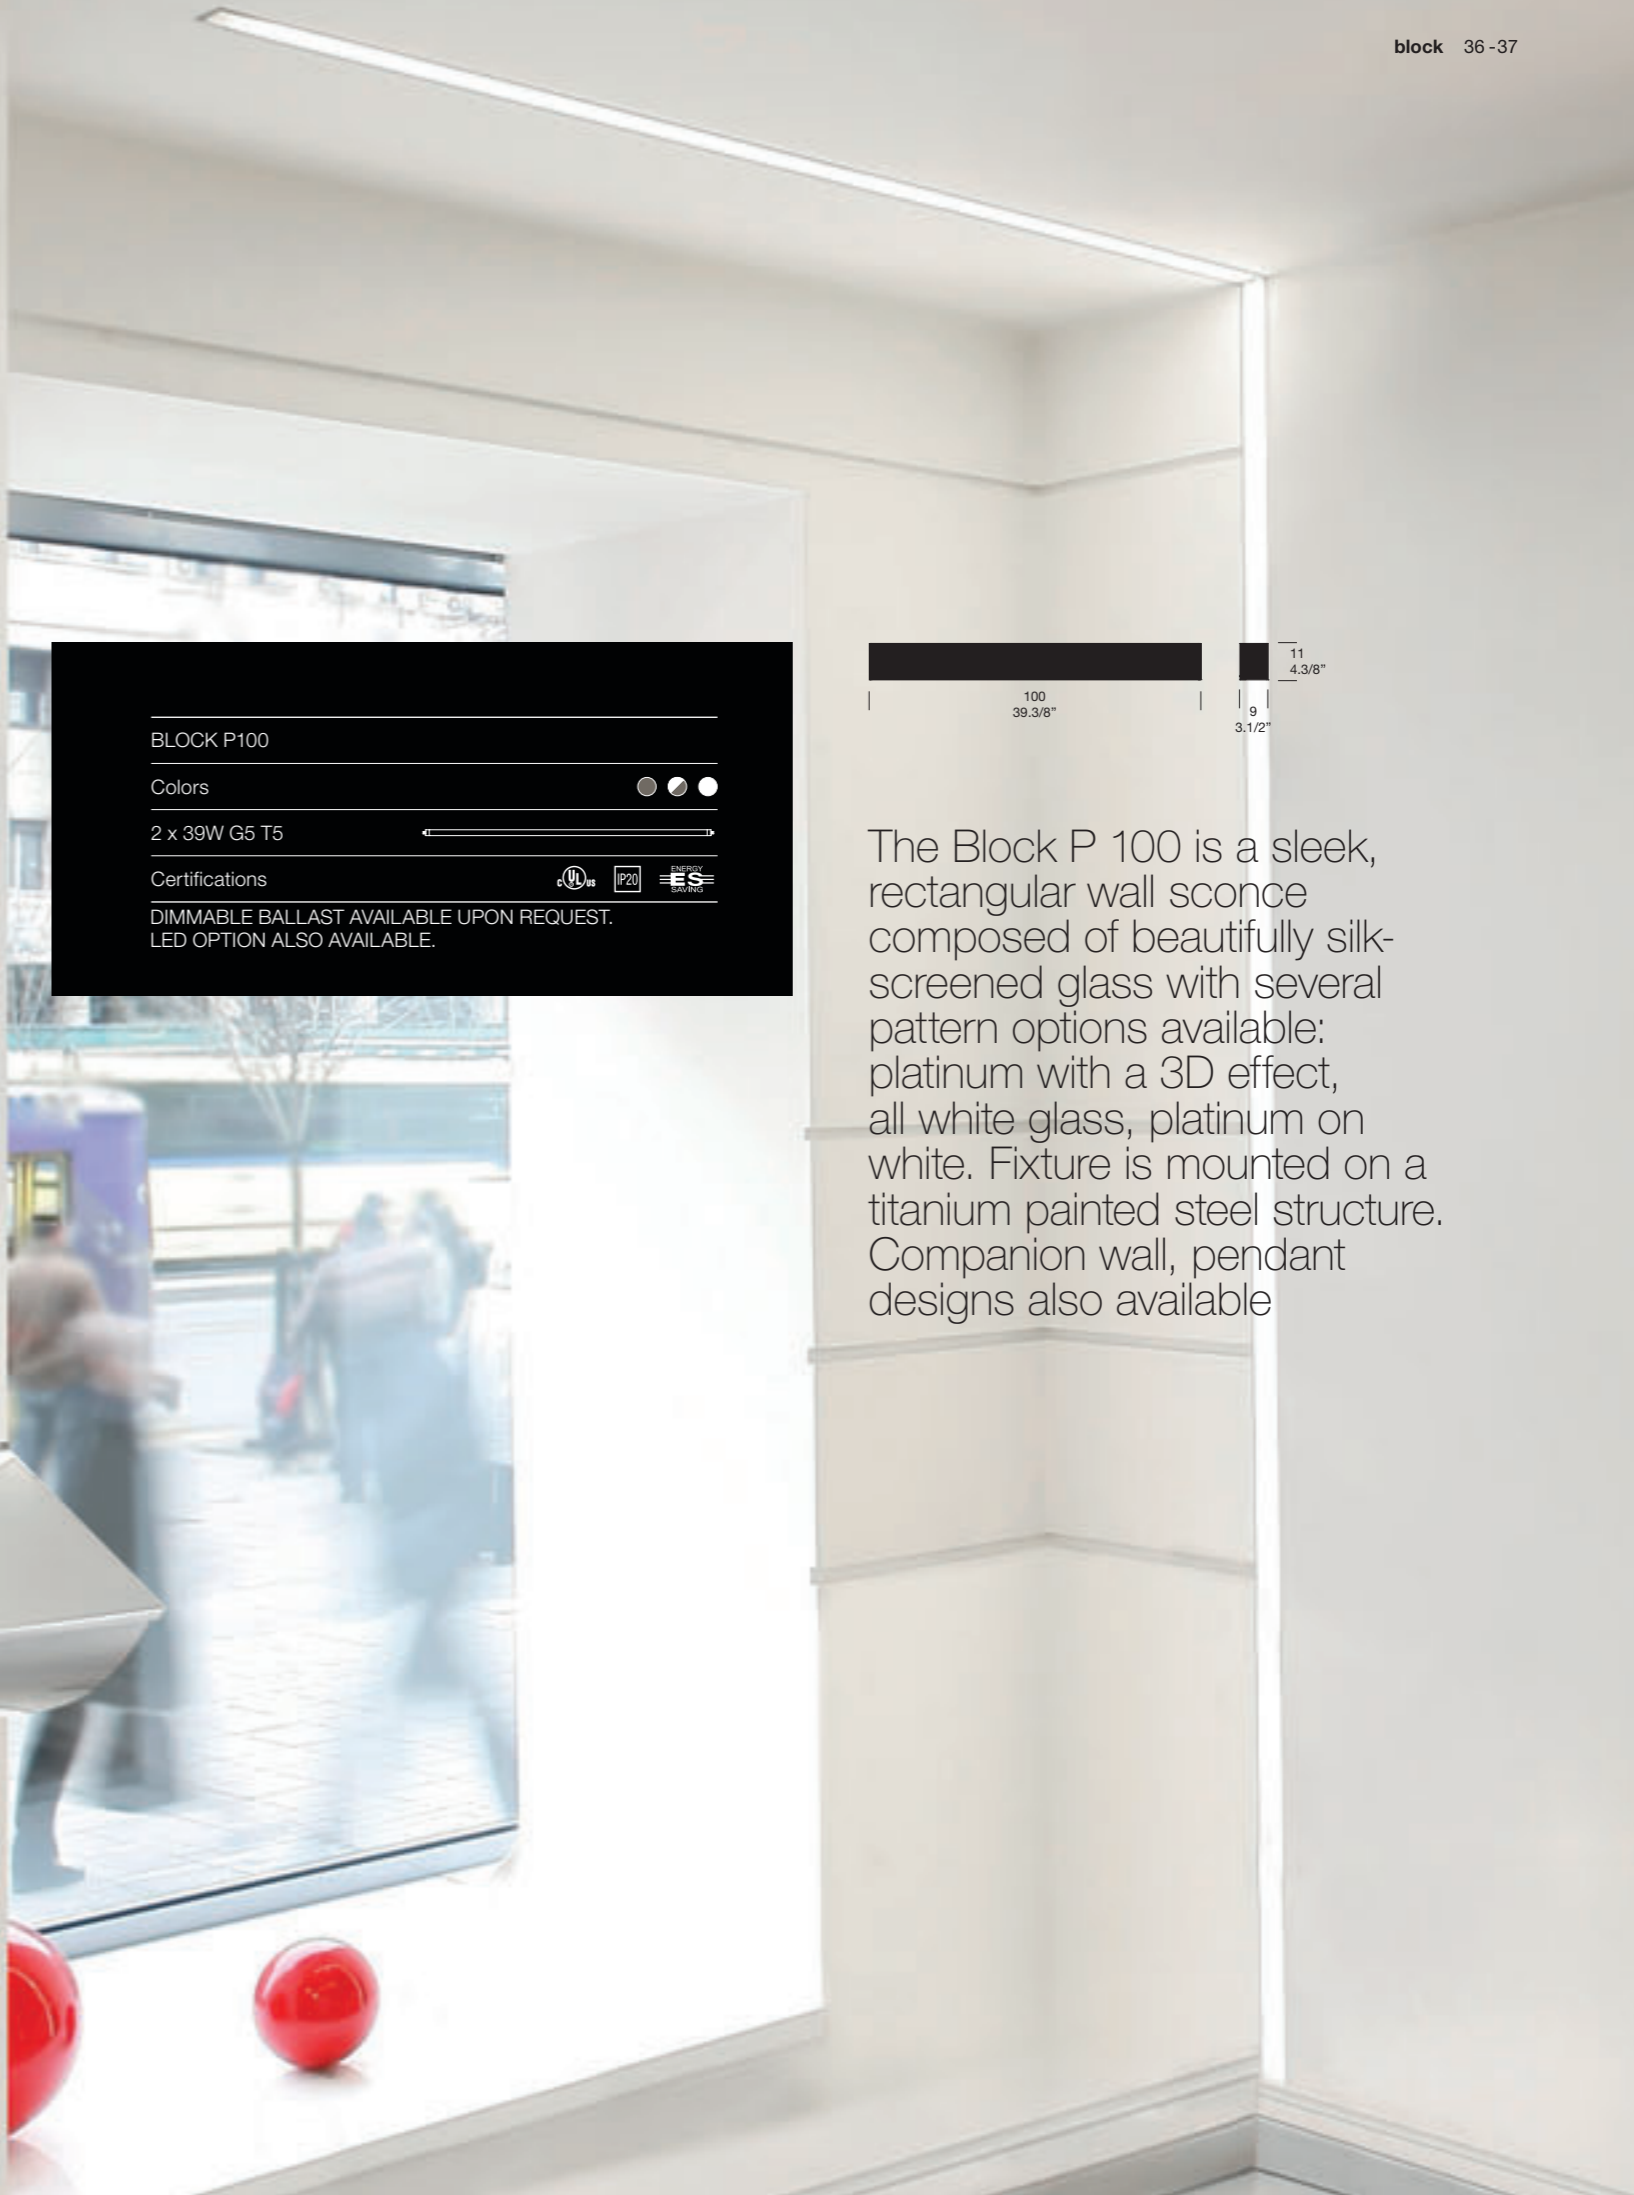 block 36-37
11
4.3/8”
100
39.3/8”
9
3.1/2”
BLOCK P100
Colors
2 x 39W G5 T5
Certifications c UL us IP20 ENERGY ES SAVING
DIMMABLE BALLAST AVAILABLE UPON REQUEST.
LED OPTION ALSO AVAILABLE.
The Block P 100 is a sleek,
rectangular wall sconce
composed of beautifully silk-
screened glass with several
pattern options available:
platinum with a 3D effect,
all white glass, platinum on
white. Fixture is mounted on a
titanium painted steel structure.
Companion wall, pendant
designs also available